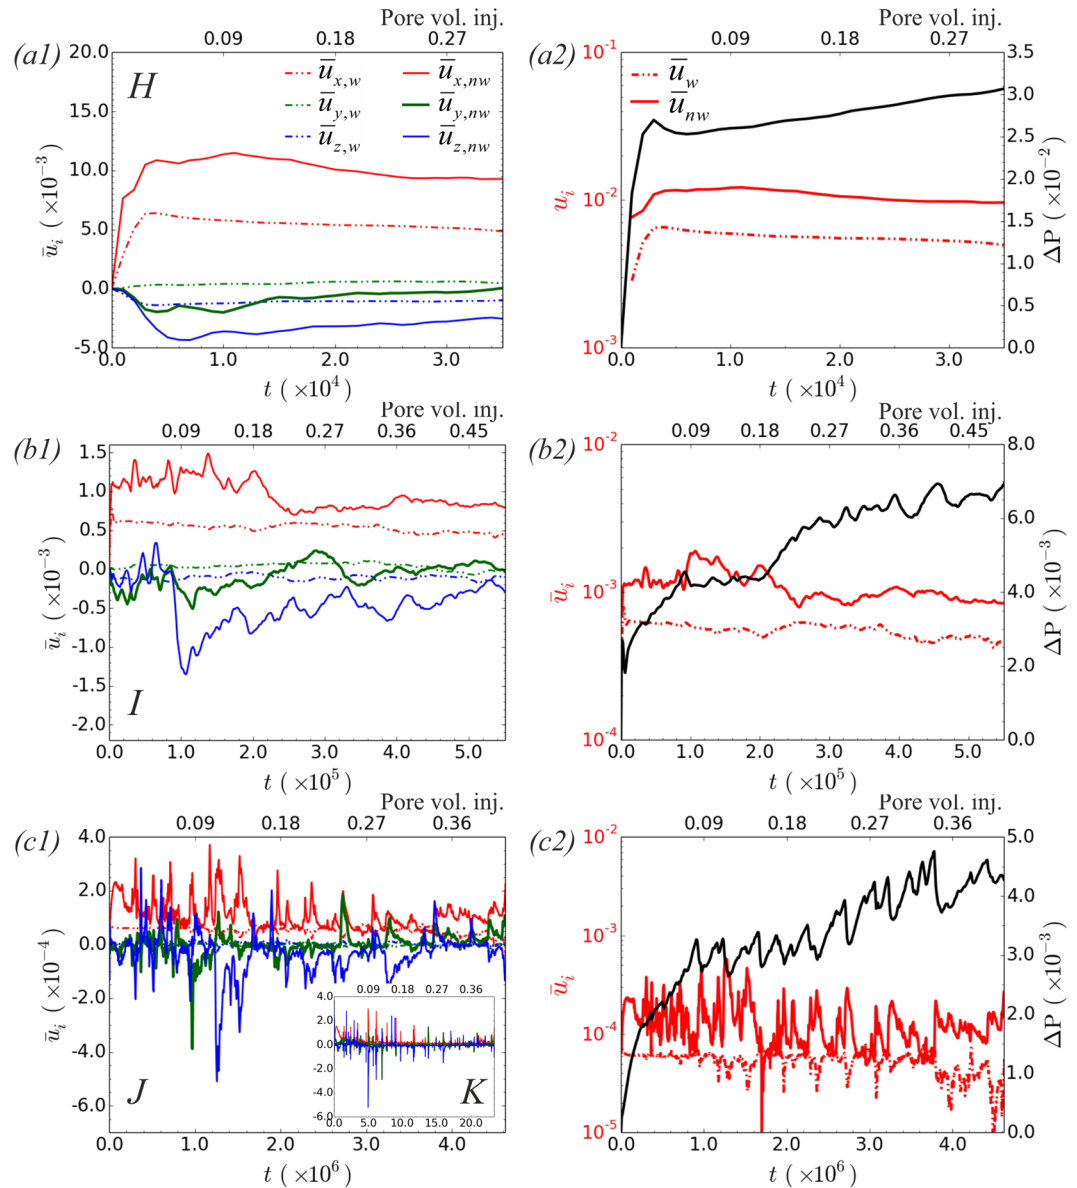 Pore vol. inj.
0.09 0.18 0.27
(a1)
20.0
15.0
10.0
5.0
0.0
-5.0
H
u̅x,w u̅x,nw
u̅y,w u̅y,nw
u̅z,w u̅z,nw
u̅i (×10⁻³)
0.0 1.0 2.0 3.0
t (×10⁴)
Pore vol. inj.
0.09 0.18 0.27
(a2)
10⁻¹
10⁻²
10⁻³
u̅w
u̅nw
ui
3.5
3.0
2.5
2.0
1.5
1.0
0.5
0.0
ΔP (×10⁻²)
0.0 1.0 2.0 3.0
t (×10⁴)
Pore vol. inj.
0.09 0.18 0.27 0.36 0.45
(b1)
1.5
1.0
0.5
0.0
-0.5
-1.0
-1.5
-2.0
I
u̅i (×10⁻³)
0.0 1.0 2.0 3.0 4.0 5.0
t (×10⁵)
Pore vol. inj.
0.09 0.18 0.27 0.36 0.45
(b2)
10⁻²
10⁻³
10⁻⁴
u̅i
8.0
6.0
4.0
2.0
0.0
ΔP (×10⁻³)
0.0 1.0 2.0 3.0 4.0 5.0
t (×10⁵)
Pore vol. inj.
0.09 0.18 0.27 0.36
(c1)
4.0
2.0
0.0
-2.0
-4.0
-6.0
J
u̅i (×10⁻⁴)
0.09 0.18 0.27 0.36
4.0
2.0
0.0
-2.0
-4.0
-6.0
K
0.0 5.0 10.0 15.0 20.0
0.0 1.0 2.0 3.0 4.0
t (×10⁶)
Pore vol. inj.
0.09 0.18 0.27 0.36
(c2)
10⁻²
10⁻³
10⁻⁴
10⁻⁵
u̅i
5.0
4.0
3.0
2.0
1.0
0.0
ΔP (×10⁻³)
0.0 1.0 2.0 3.0 4.0
t (×10⁶)